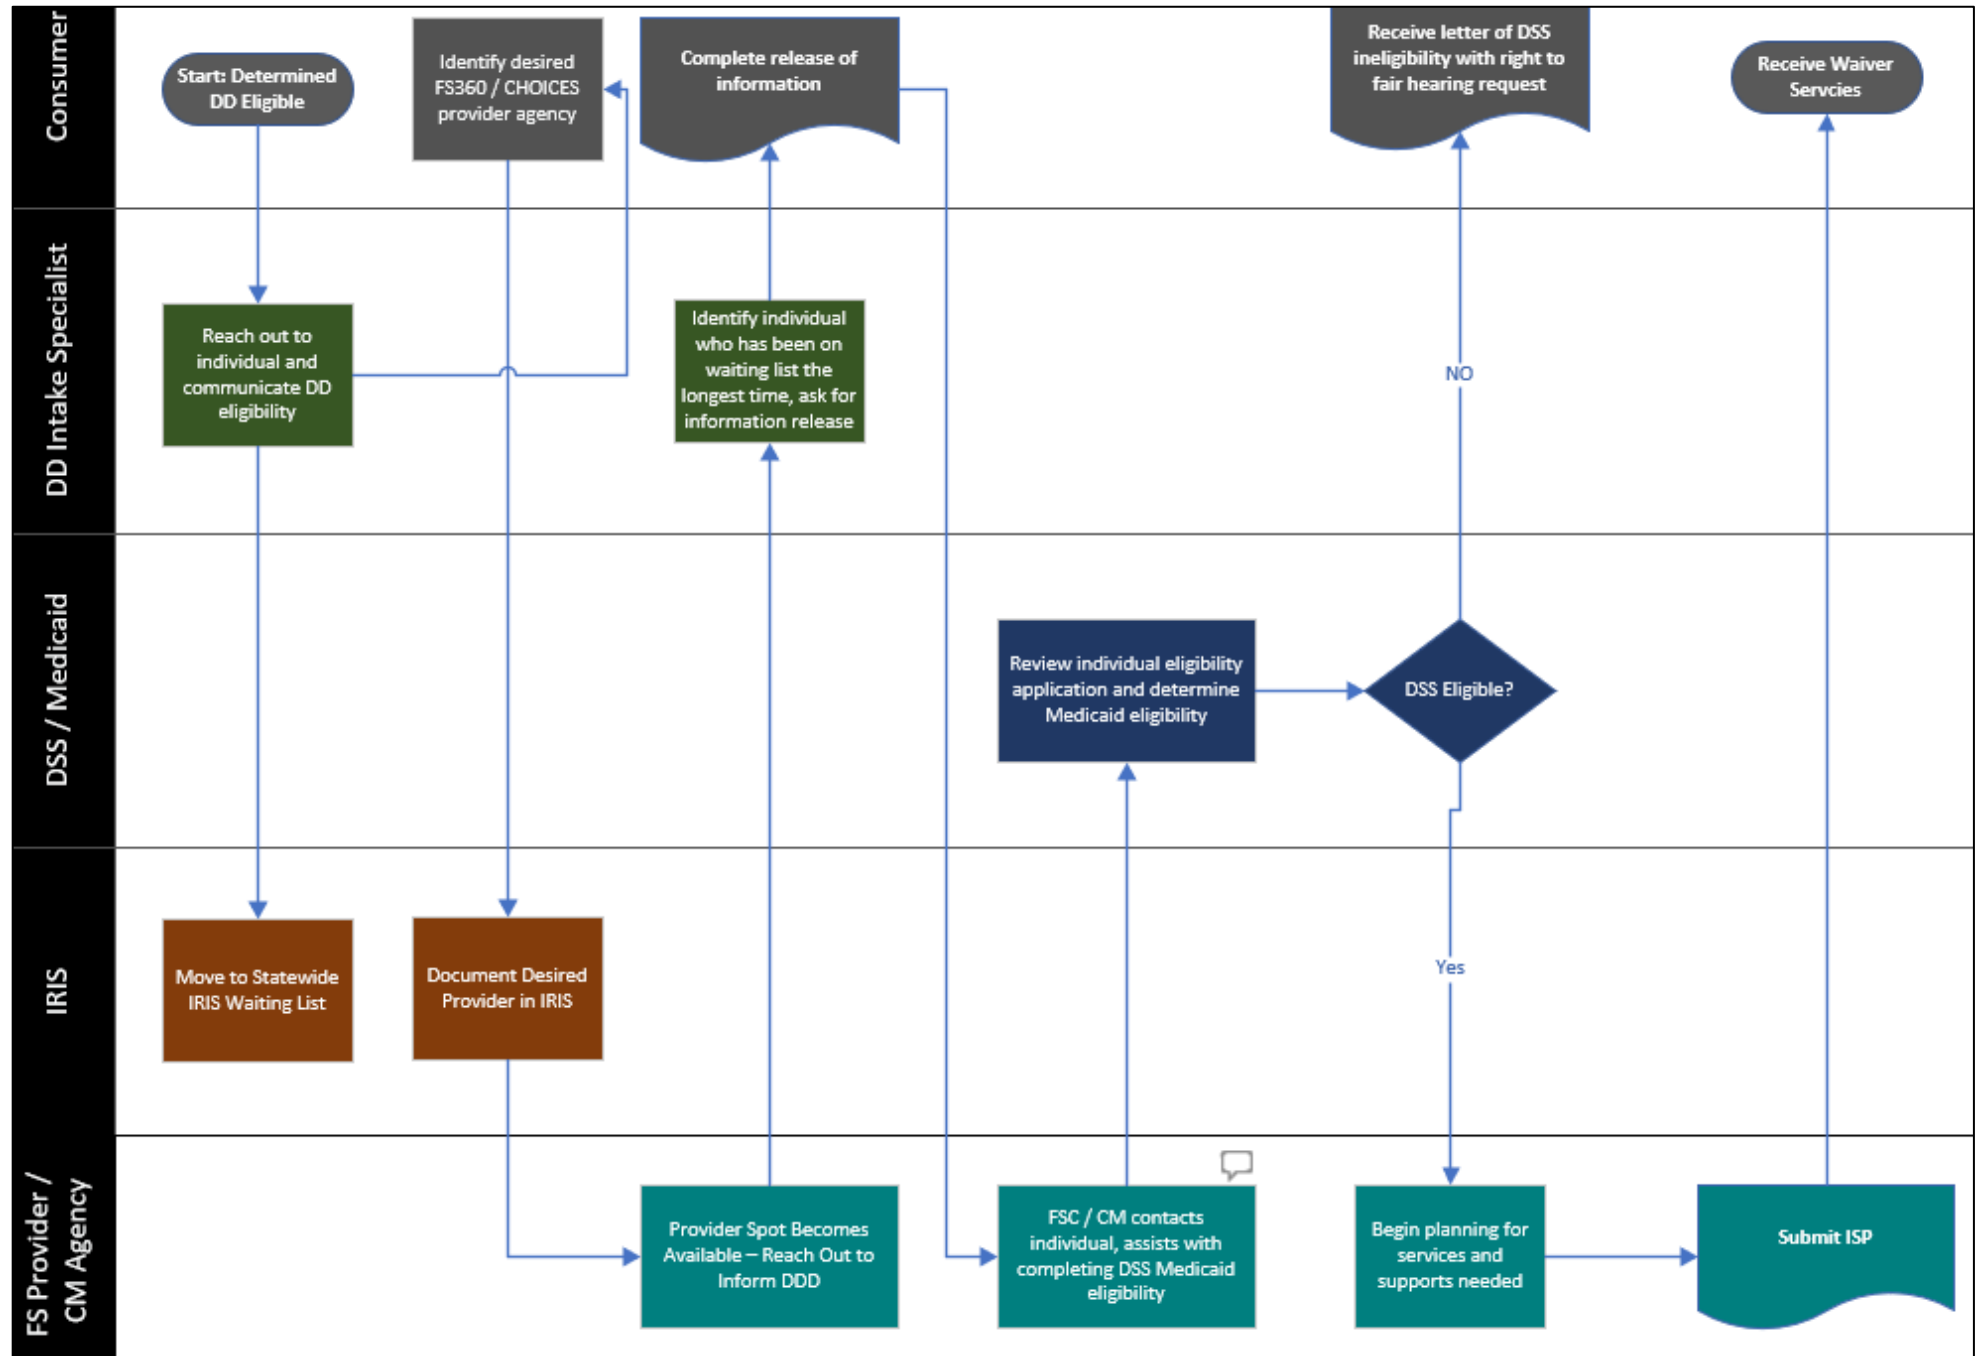 Consumer
Start: Determined
DD Eligible
Identify desired
FS360 / CHOICES
provider agency
Complete release of
information
Receive letter of DSS
ineligibility with right to
fair hearing request
Receive Waiver
Servcies
DD Intake Specialist
Reach out to
individual and
communicate DD
eligibility
Identify individual
who has been on
waiting list the
longest time, ask for
information release
NO
DSS / Medicaid
Review individual eligibility
application and determine
Medicaid eligibility
DSS Eligible?
IRIS
Move to Statewide
IRIS Waiting List
Document Desired
Provider in IRIS
Yes
FS Provider /
CM Agency
Provider Spot Becomes
Available – Reach Out to
Inform DDD
FSC / CM contacts
individual, assists with
completing DSS Medicaid
eligibility
Begin planning for
services and
supports needed
Submit ISP